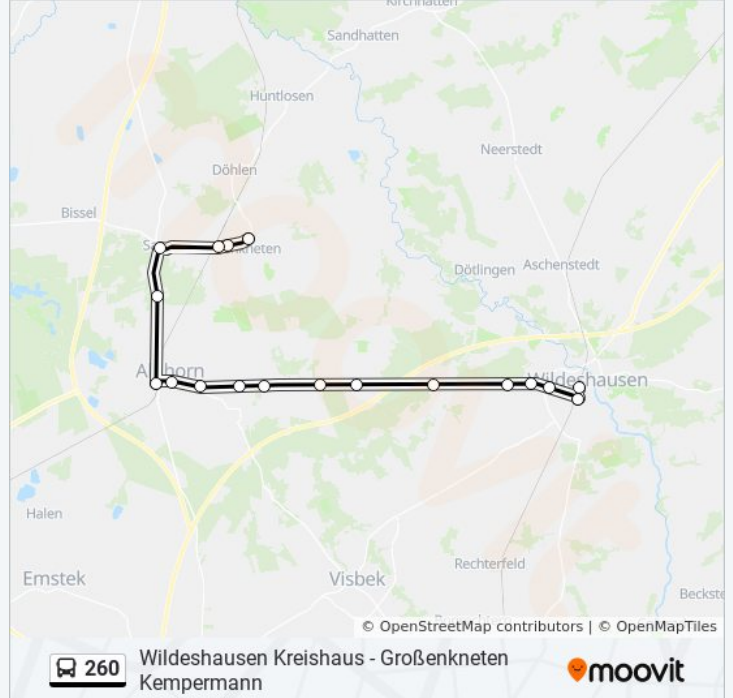 Kirchhatten
Sandhatten
Huntlosen
Neerstedt
Döhlen
Bissel
Dötlingen
Aschenstedt
Wildeshausen
Halen
Emstek
Visbek
Rechterfeld
© OpenStreetMap contributors | © OpenMapTiles
260
Wildeshausen Kreishaus - Großenkneten
Kempermann
moovit